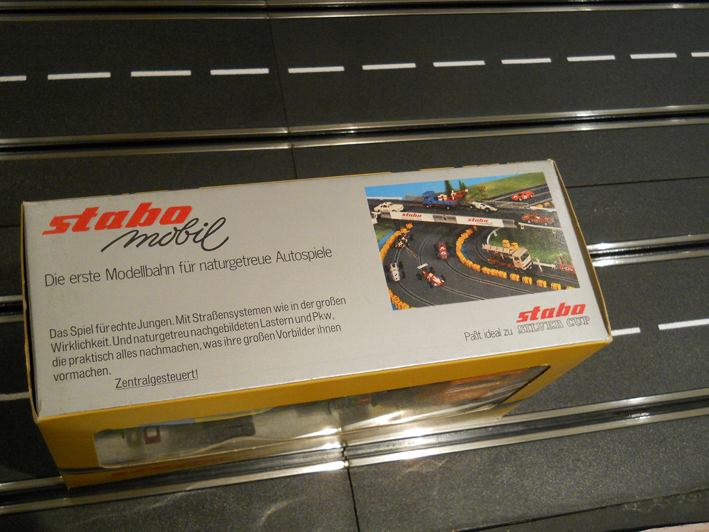 stabo
mobil
Die erste Modellbahn für naturgetreue Autospiele
Das Spiel für echte Jungen. Mit Straßensystemen wie in der großen
Wirklichkeit. Und naturgetreu nachgebildeten Lastern und Pkw,
die praktisch alles nachmachen, was ihre großen Vorbilder ihnen
vormachen.
Zentralgesteuert!
stabo
stabo
Paßt ideal zu
stabo
SILVER CUP